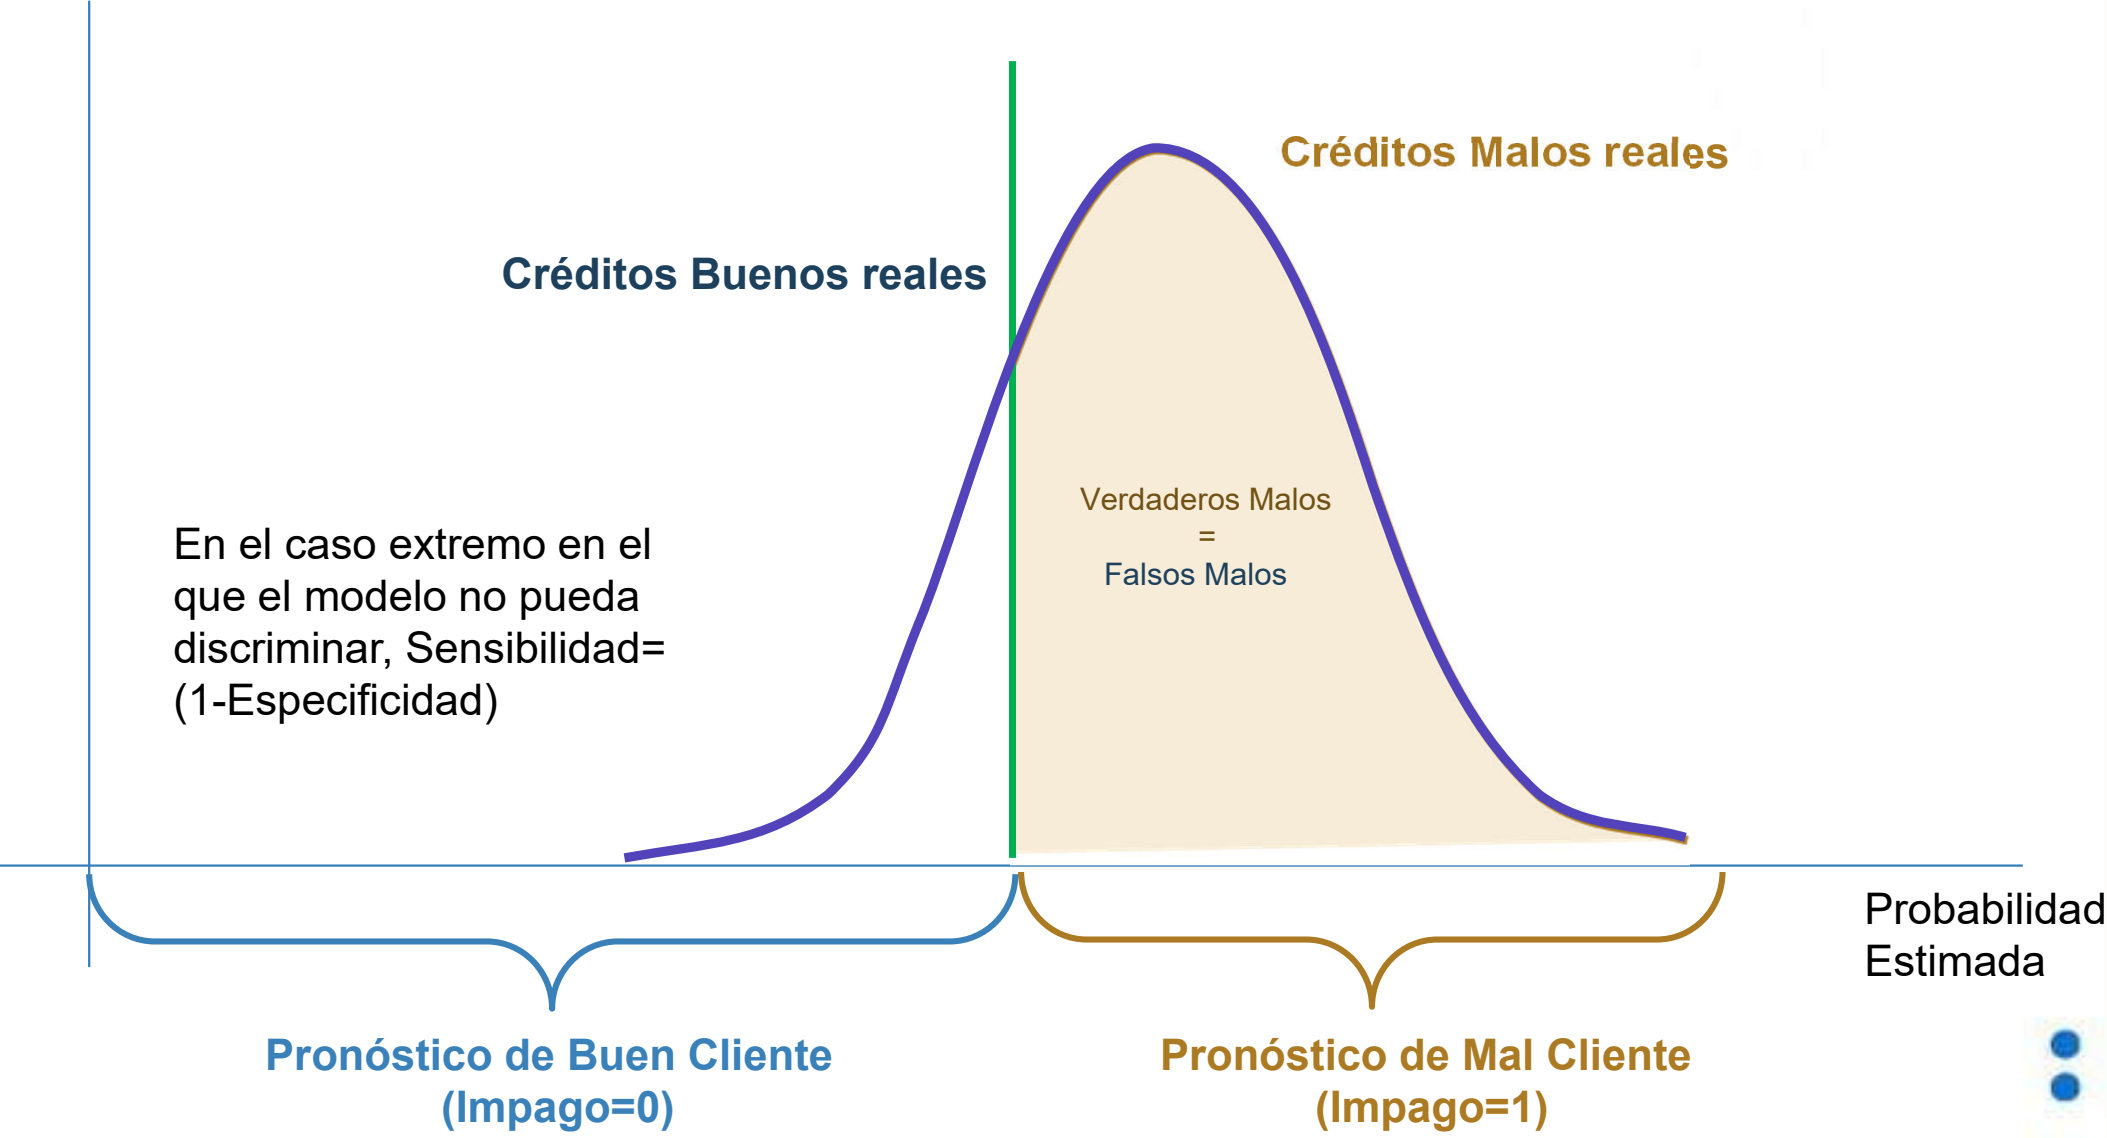 Créditos Malos reales
Créditos Buenos reales
Verdaderos Malos
=
Falsos Malos
En el caso extremo en el
que el modelo no pueda
discriminar, Sensibilidad=
(1-Especificidad)
Probabilidad
Estimada
Pronóstico de Buen Cliente
(Impago=0)
Pronóstico de Mal Cliente
(Impago=1)